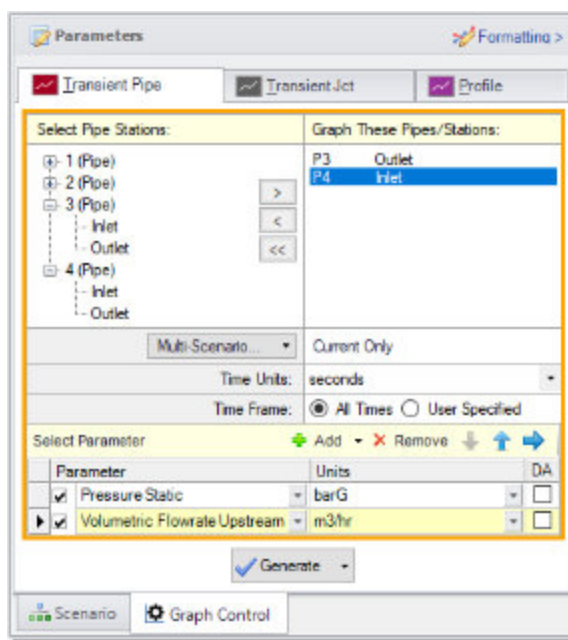 Parameters
Formatting >
Transient Pipe
Transient Jct
Profile
Select Pipe Stations:
Graph These Pipes/Stations:
1 (Pipe)
2 (Pipe)
3 (Pipe)
Inlet
Outlet
4 (Pipe)
Inlet
Outlet
>
<
<<
P3 Outlet
P4 Inlet
Multi-Scenario...
Current Only
Time Units:
seconds
Time Frame:
All Times
User Specified
Select Parameter
Add
Remove
Parameter
Units
DA
Pressure Static
barG
Volumetric Flowrate Upstream
m3/hr
Generate
Scenario
Graph Control